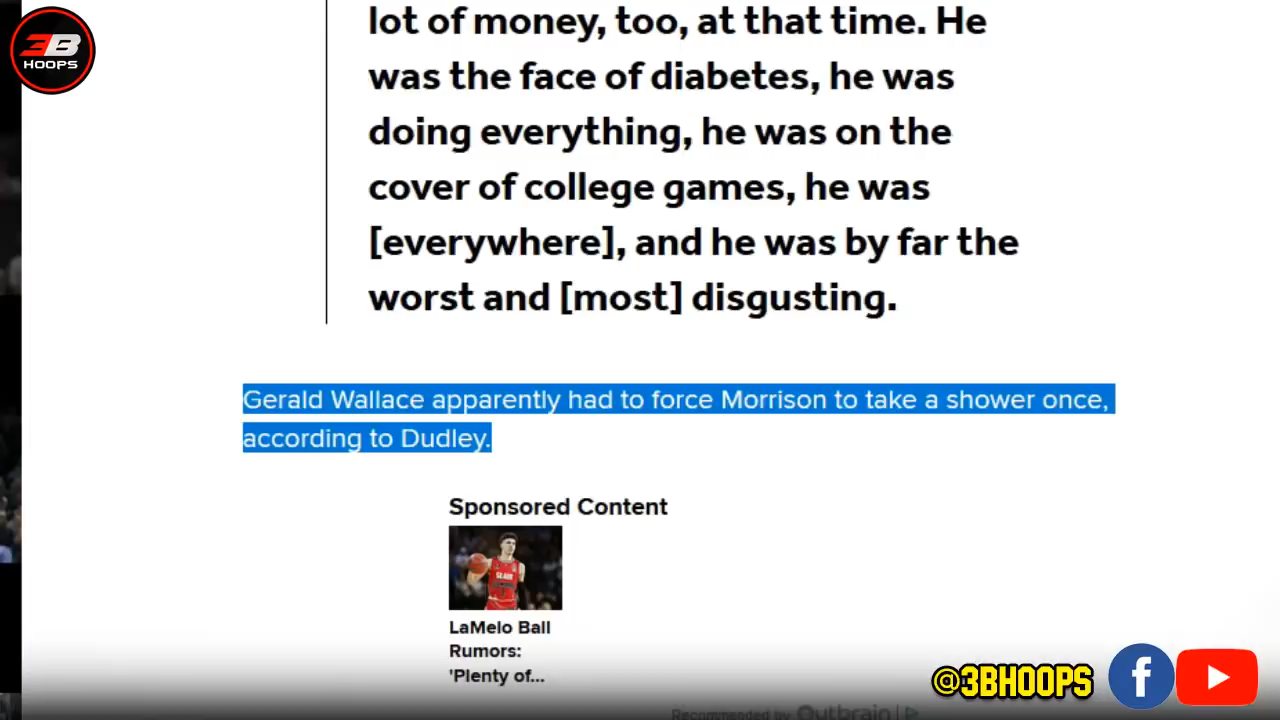 3B
HOOPS
lot of money, too, at that time. He
was the face of diabetes, he was
doing everything, he was on the
cover of college games, he was
[everywhere], and he was by far the
worst and [most] disgusting.
Gerald Wallace apparently had to force Morrison to take a shower once,
according to Dudley.
Sponsored Content
LaMelo Ball
Rumors:
'Plenty of...
@3BHOOPS
Recommended by Outbrain